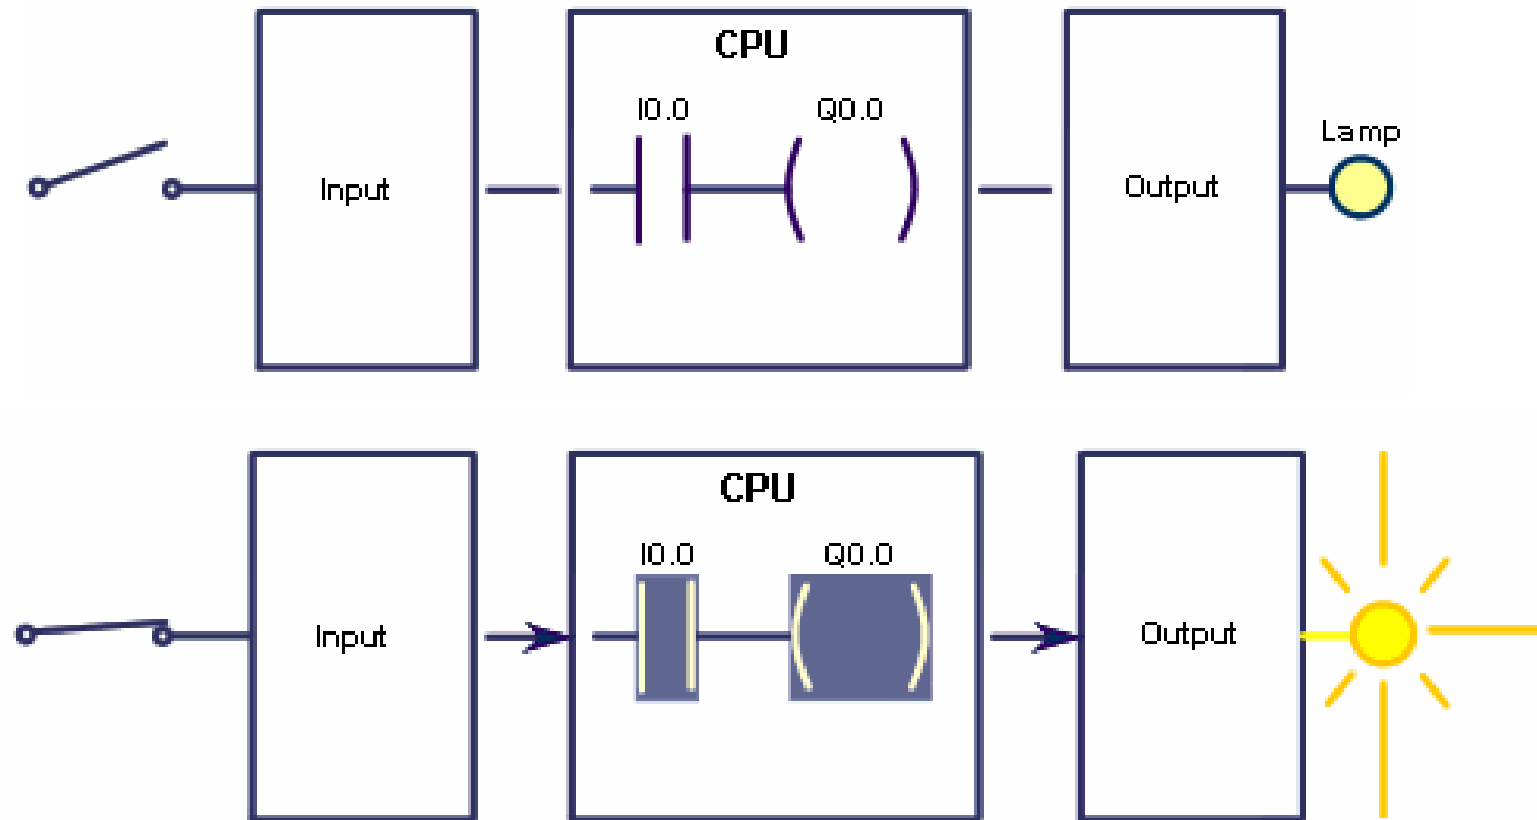 CPU
I0.0 Q0.0
Lamp
Input
Output
CPU
I0.0 Q0.0
Input
Output